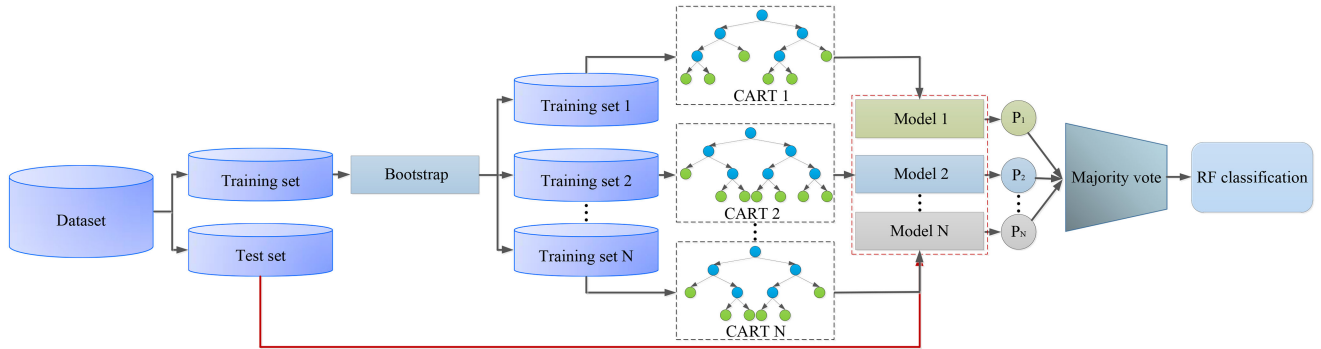 Dataset
Training set
Test set
Bootstrap
Training set 1
Training set 2
Training set N
CART 1
CART 2
CART N
Model 1
Model 2
Model N
P₁
P₂
P_N
Majority vote
RF classification